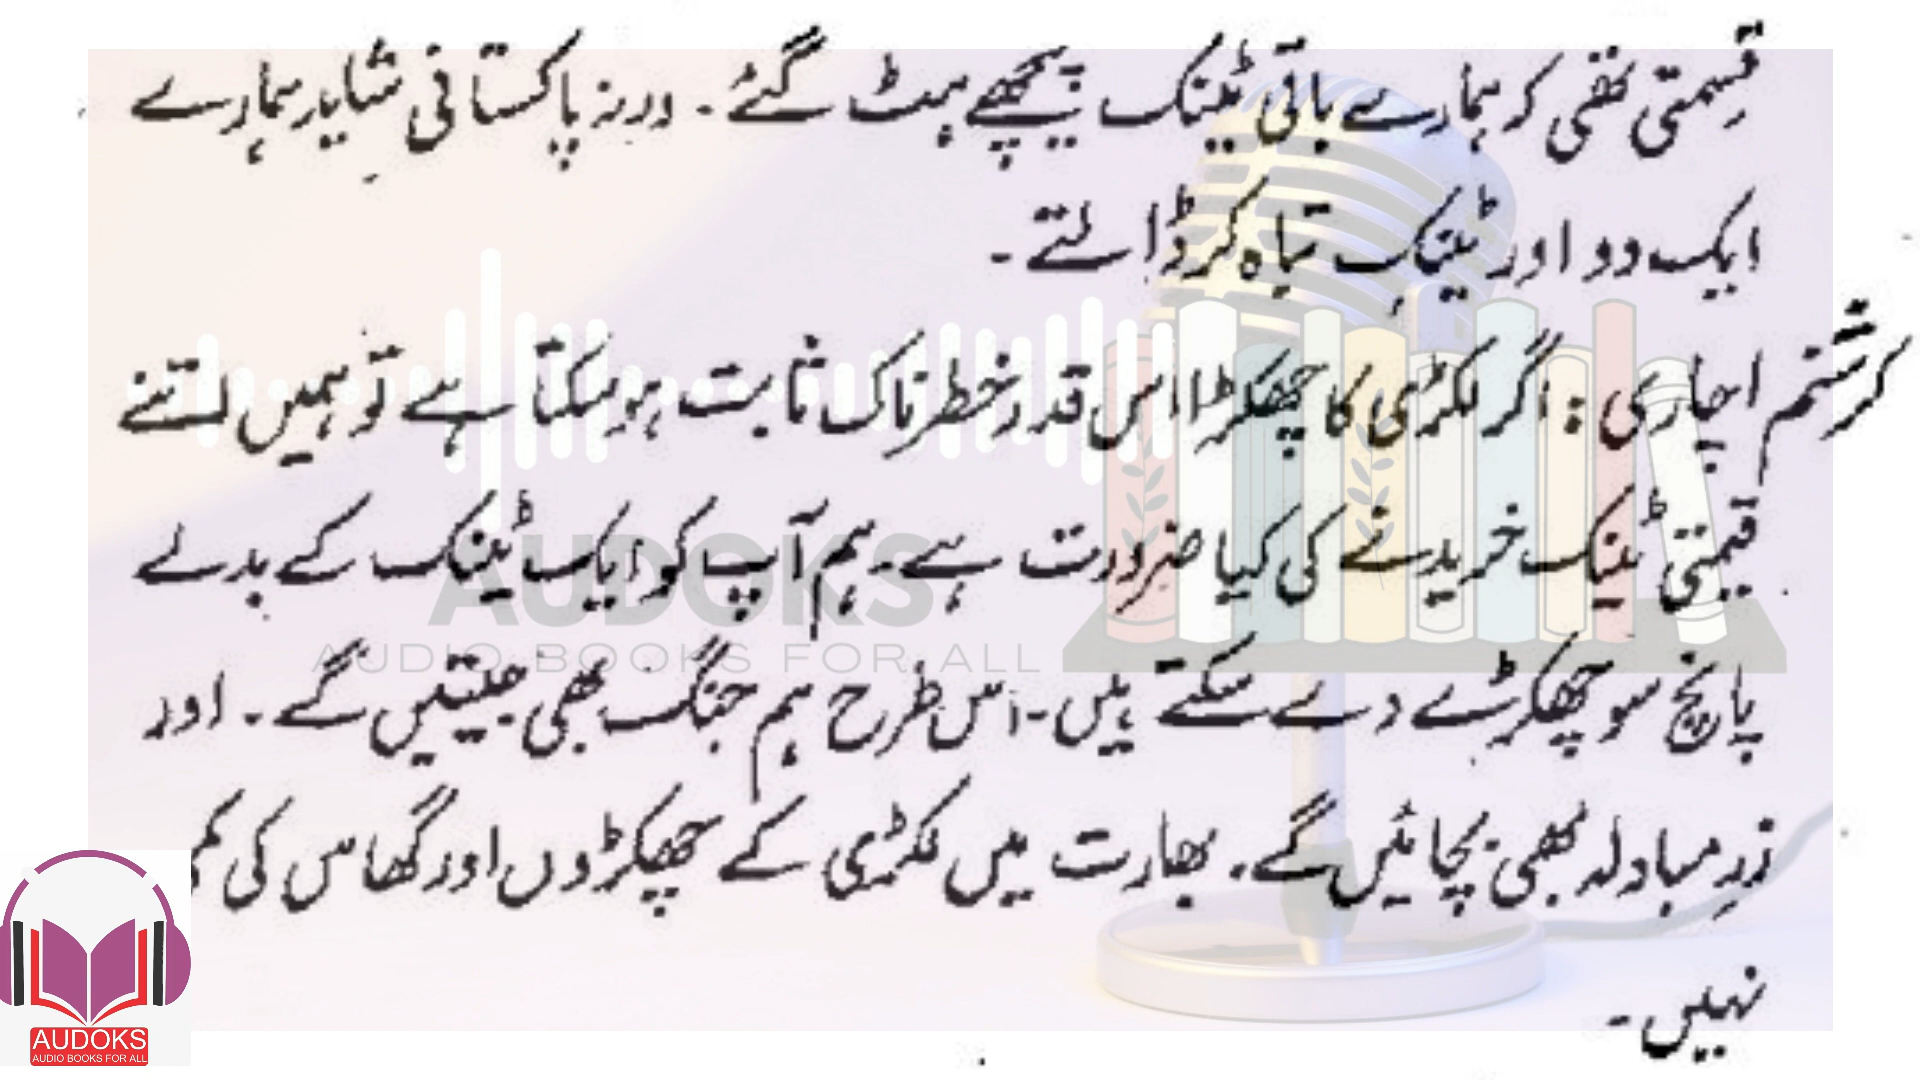 قسمتی تھی کہ ہمارے باقی ٹینک پیچھے ہٹ گئے۔ ورنہ پاکستانی شاید ہمارے
ایک دو اور ٹینک تباہ کر ڈالتے۔
کرشنم اچاری : اگر لکڑی کا چھکڑا اس قدر خطرناک ثابت ہو سکتا ہے تو ہمیں اتنے
قیمتی ٹینک خریدنے کی کیا ضرورت ہے۔ ہم آپ کو ایک ٹینک کے بدلے
پانچ سو چھکڑے دے سکتے ہیں۔ اس طرح ہم جنگ بھی جیتیں گے۔ اور
زرِ مبادلہ بھی بچائیں گے۔ بھارت میں لکڑی کے چھکڑوں اور گھاس کی کمی
نہیں۔
AUDOKS
AUDIO BOOKS FOR ALL
AUDOKS
AUDIO BOOKS FOR ALL